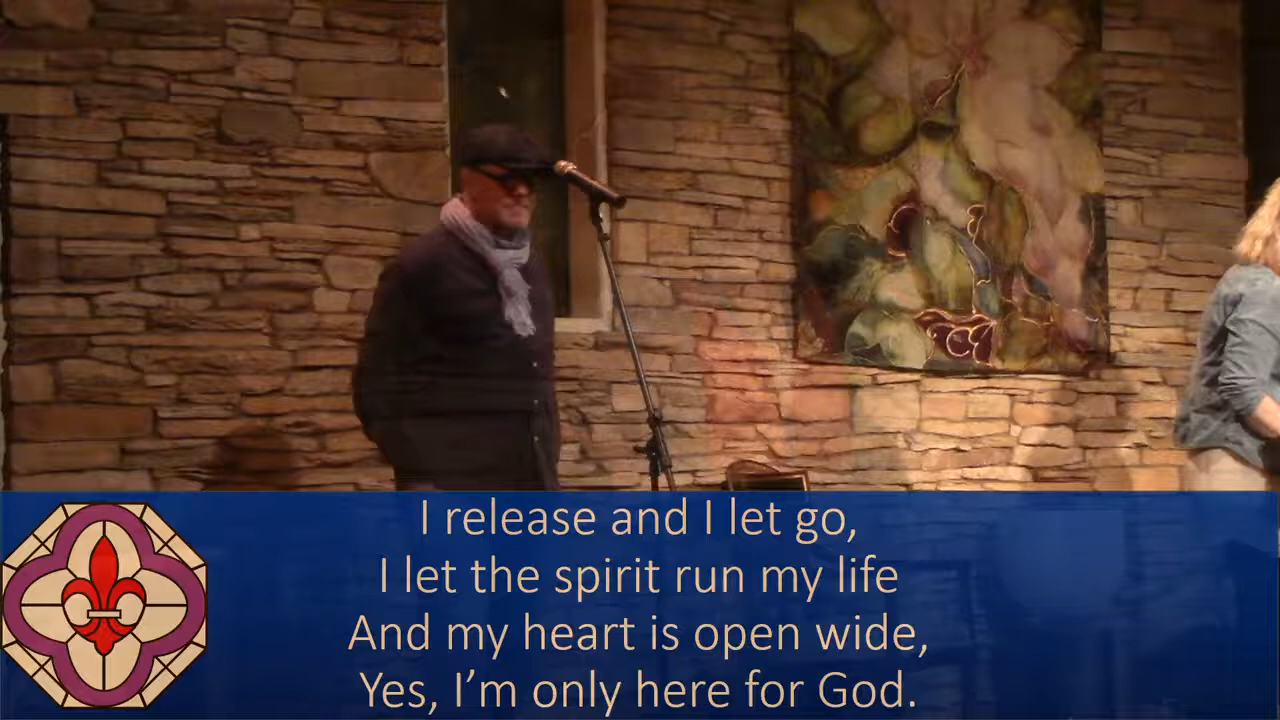 I release and I let go,
I let the spirit run my life
And my heart is open wide,
Yes, I’m only here for God.